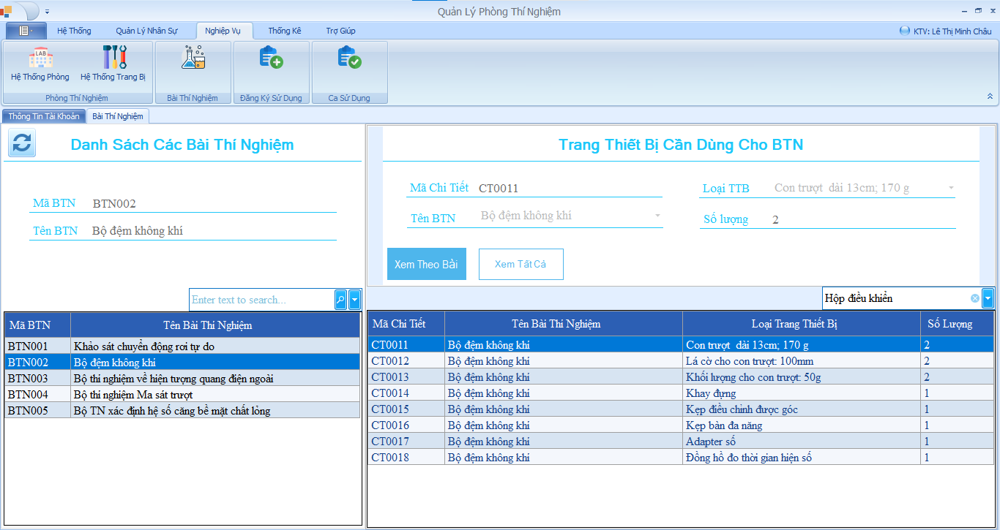 Quản Lý Phòng Thí Nghiệm
Hệ Thống Quản Lý Nhân Sự Nghiệp Vụ Thống Kê Trợ Giúp KTV: Lê Thị Minh Châu
LAB
Hệ Thống Phòng Hệ Thống Trang Bị
Phòng Thí Nghiệm Bài Thí Nghiệm Đăng Ký Sử Dụng Ca Sử Dụng
Thông Tin Tài Khoản Bài Thí Nghiệm
Danh Sách Các Bài Thí Nghiệm
Mã BTN BTN002
Tên BTN Bộ đệm không khí
Enter text to search...
Mã BTN Tên Bài Thí Nghiệm
BTN001 Khảo sát chuyển động rơi tự do
BTN002 Bộ đệm không khí
BTN003 Bộ thí nghiệm về hiện tượng quang điện ngoài
BTN004 Bộ thí nghiệm Ma sát trượt
BTN005 Bộ TN xác định hệ số căng bề mặt chất lỏng
Trang Thiết Bị Cần Dùng Cho BTN
Mã Chi Tiết CT0011 Loại TTB Con trượt dài 13cm; 170 g
Tên BTN Bộ đệm không khí Số lượng 2
Xem Theo Bài Xem Tất Cả
Hộp điều khiển
Mã Chi Tiết Tên Bài Thí Nghiệm Loại Trang Thiết Bị Số Lượng
CT0011 Bộ đệm không khí Con trượt dài 13cm; 170 g 2
CT0012 Bộ đệm không khí Lá cờ cho con trượt: 100mm 2
CT0013 Bộ đệm không khí Khối lượng cho con trượt: 50g 2
CT0014 Bộ đệm không khí Khay đựng 1
CT0015 Bộ đệm không khí Kẹp điều chỉnh được góc 1
CT0016 Bộ đệm không khí Kẹp bàn đa năng 1
CT0017 Bộ đệm không khí Adapter số 1
CT0018 Bộ đệm không khí Đồng hồ đo thời gian hiện số 1